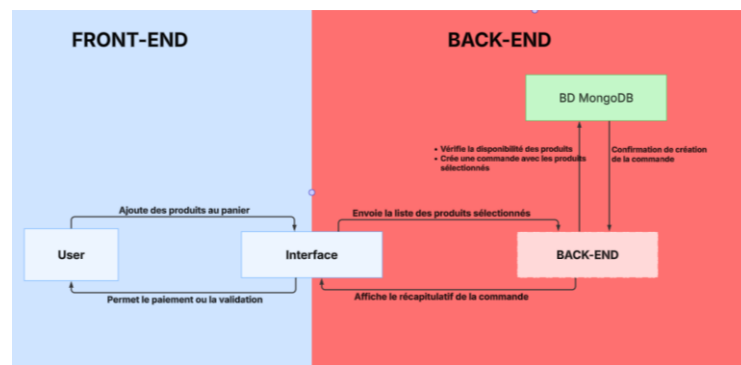 FRONT-END
BACK-END
BD MongoDB
• Vérifie la disponibilité des produits
• Crée une commande avec les produits
sélectionnés
Confirmation de création
de la commande
Ajoute des produits au panier
Envoie la liste des produits sélectionnés
User
Interface
BACK-END
Permet le paiement ou la validation
Affiche le récapitulatif de la commande